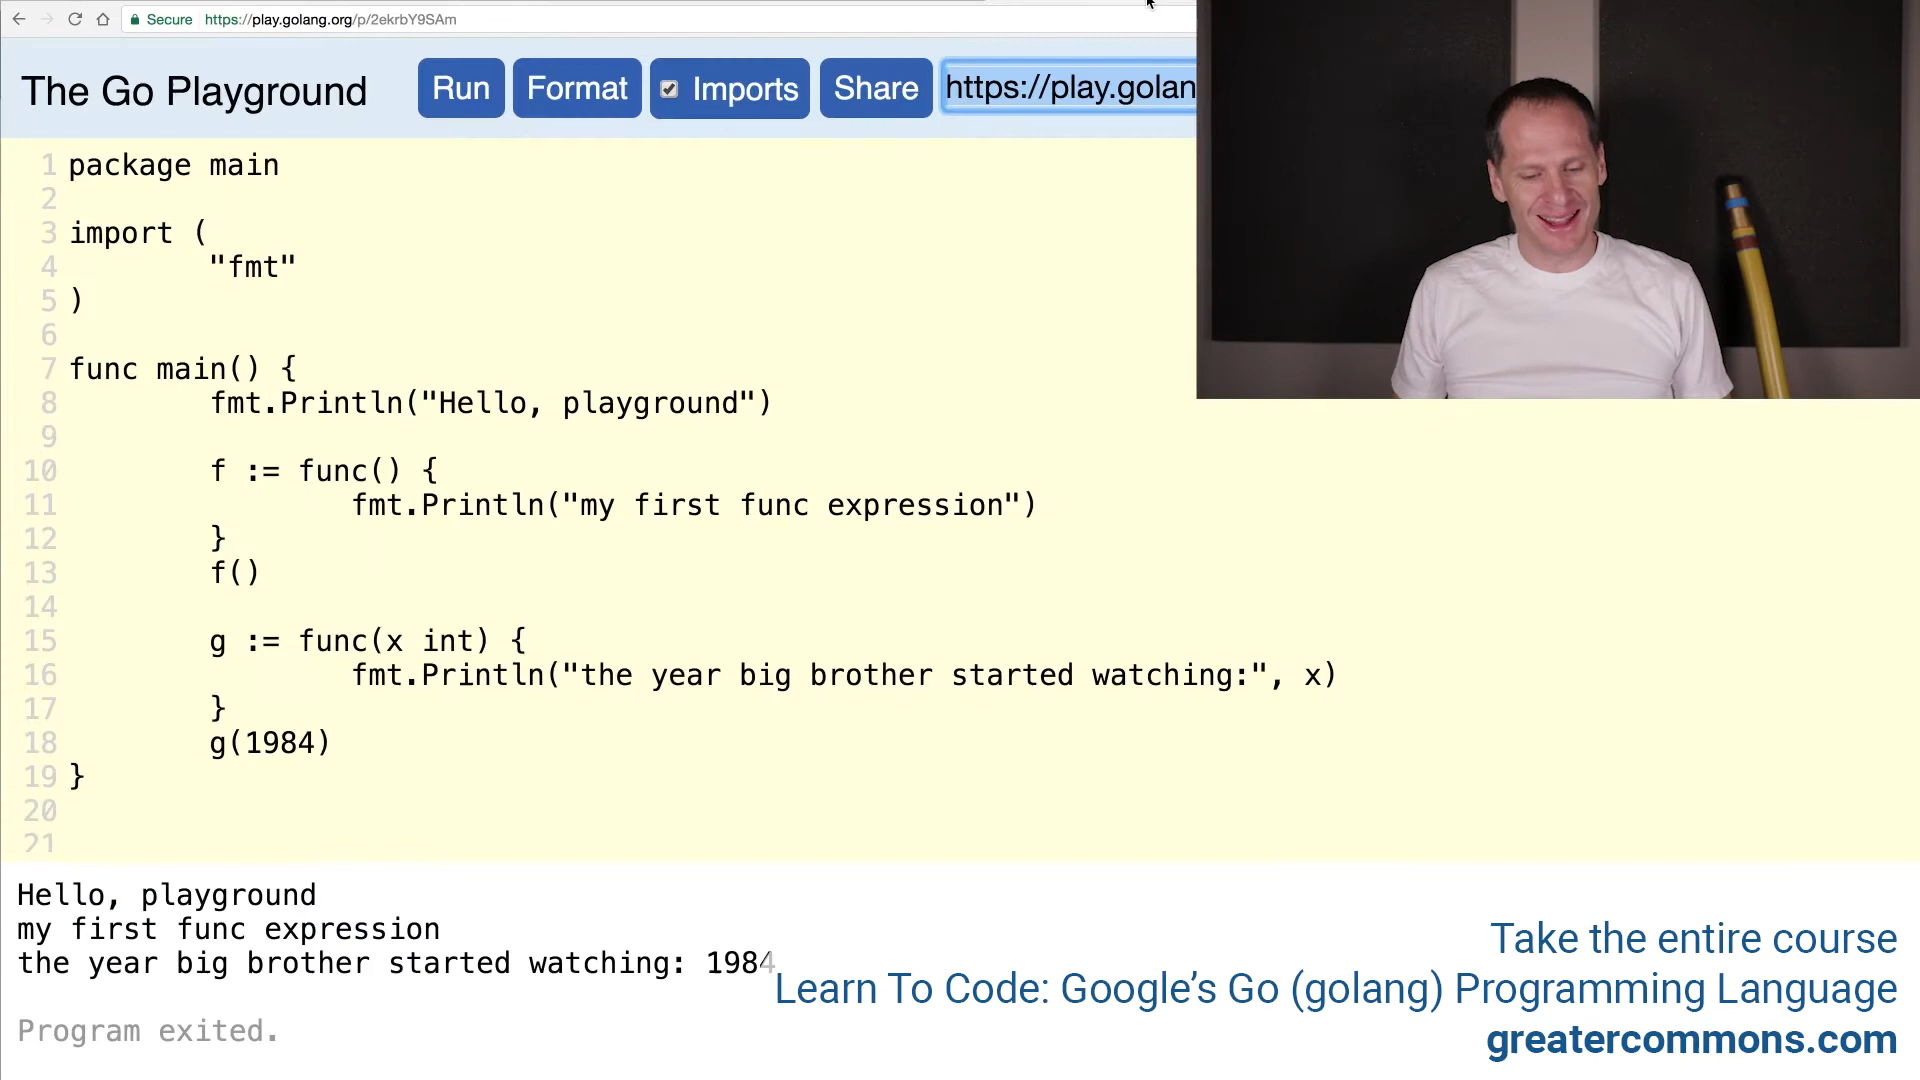 Secure https://play.golang.org/p/2ekrbY9SAm
The Go Playground Run Format Imports Share https://play.golan
1 package main
2
3 import (
4 "fmt"
5 )
6
7 func main() {
8 fmt.Println("Hello, playground")
9
10 f := func() {
11 fmt.Println("my first func expression")
12 }
13 f()
14
15 g := func(x int) {
16 fmt.Println("the year big brother started watching:", x)
17 }
18 g(1984)
19 }
20
21
Hello, playground
my first func expression
the year big brother started watching: 1984
Program exited.
Take the entire course
Learn To Code: Google’s Go (golang) Programming Language
greatercommons.com